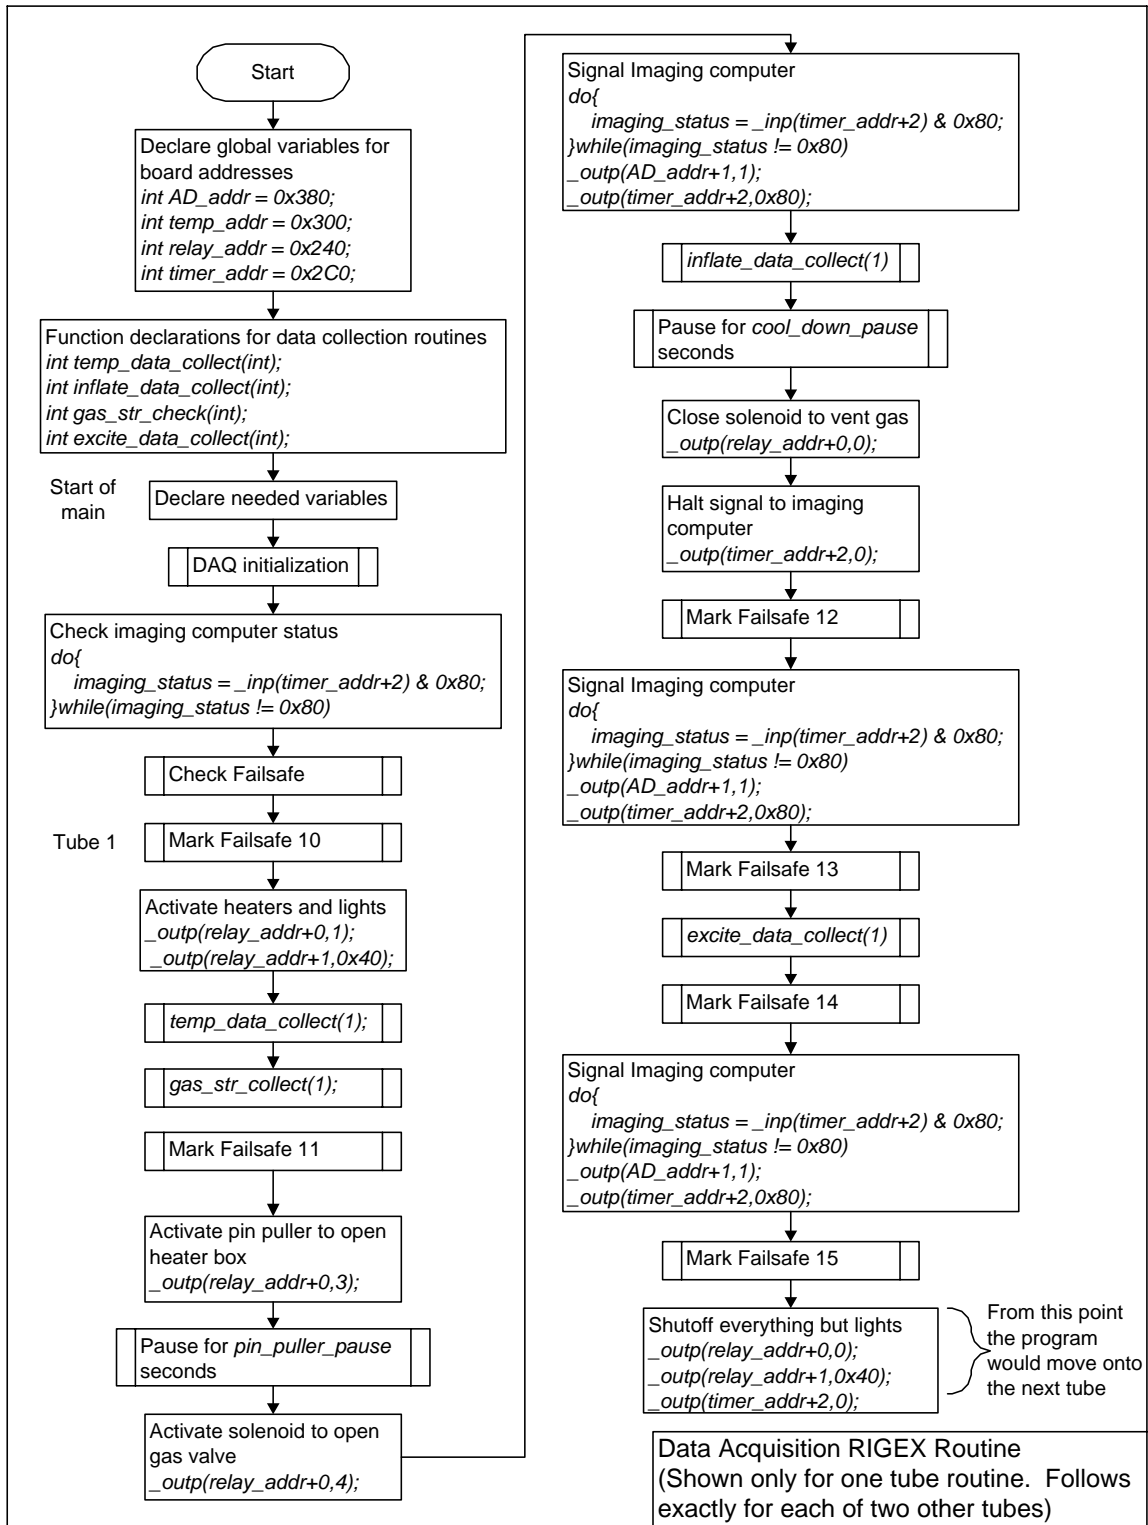 Start
Declare global variables for
board addresses
int AD_addr = 0x380;
int temp_addr = 0x300;
int relay_addr = 0x240;
int timer_addr = 0x2C0;
Function declarations for data collection routines
int temp_data_collect(int);
int inflate_data_collect(int);
int gas_str_check(int);
int excite_data_collect(int);
Start of
main
Declare needed variables
DAQ initialization
Check imaging computer status
do{
imaging_status = _inp(timer_addr+2) & 0x80;
}while(imaging_status != 0x80)
Check Failsafe
Tube 1
Mark Failsafe 10
Activate heaters and lights
_outp(relay_addr+0,1);
_outp(relay_addr+1,0x40);
temp_data_collect(1);
gas_str_collect(1);
Mark Failsafe 11
Activate pin puller to open
heater box
_outp(relay_addr+0,3);
Pause for pin_puller_pause
seconds
Activate solenoid to open
gas valve
_outp(relay_addr+0,4);
Signal Imaging computer
do{
imaging_status = _inp(timer_addr+2) & 0x80;
}while(imaging_status != 0x80)
_outp(AD_addr+1,1);
_outp(timer_addr+2,0x80);
inflate_data_collect(1)
Pause for cool_down_pause
seconds
Close solenoid to vent gas
_outp(relay_addr+0,0);
Halt signal to imaging
computer
_outp(timer_addr+2,0);
Mark Failsafe 12
Signal Imaging computer
do{
imaging_status = _inp(timer_addr+2) & 0x80;
}while(imaging_status != 0x80)
_outp(AD_addr+1,1);
_outp(timer_addr+2,0x80);
Mark Failsafe 13
excite_data_collect(1)
Mark Failsafe 14
Signal Imaging computer
do{
imaging_status = _inp(timer_addr+2) & 0x80;
}while(imaging_status != 0x80)
_outp(AD_addr+1,1);
_outp(timer_addr+2,0x80);
Mark Failsafe 15
Shutoff everything but lights
_outp(relay_addr+0,0);
_outp(relay_addr+1,0x40);
_outp(timer_addr+2,0);
From this point
the program
would move onto
the next tube
Data Acquisition RIGEX Routine
(Shown only for one tube routine. Follows
exactly for each of two other tubes)